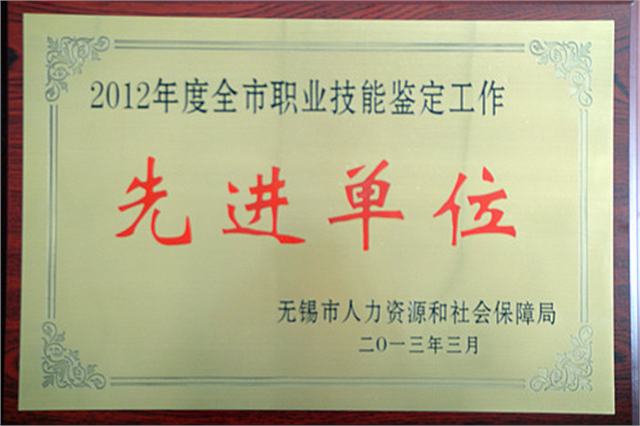 2012年度全市职业技能鉴定工作
先进单位
无锡市人力资源和社会保障局
二〇一三年三月